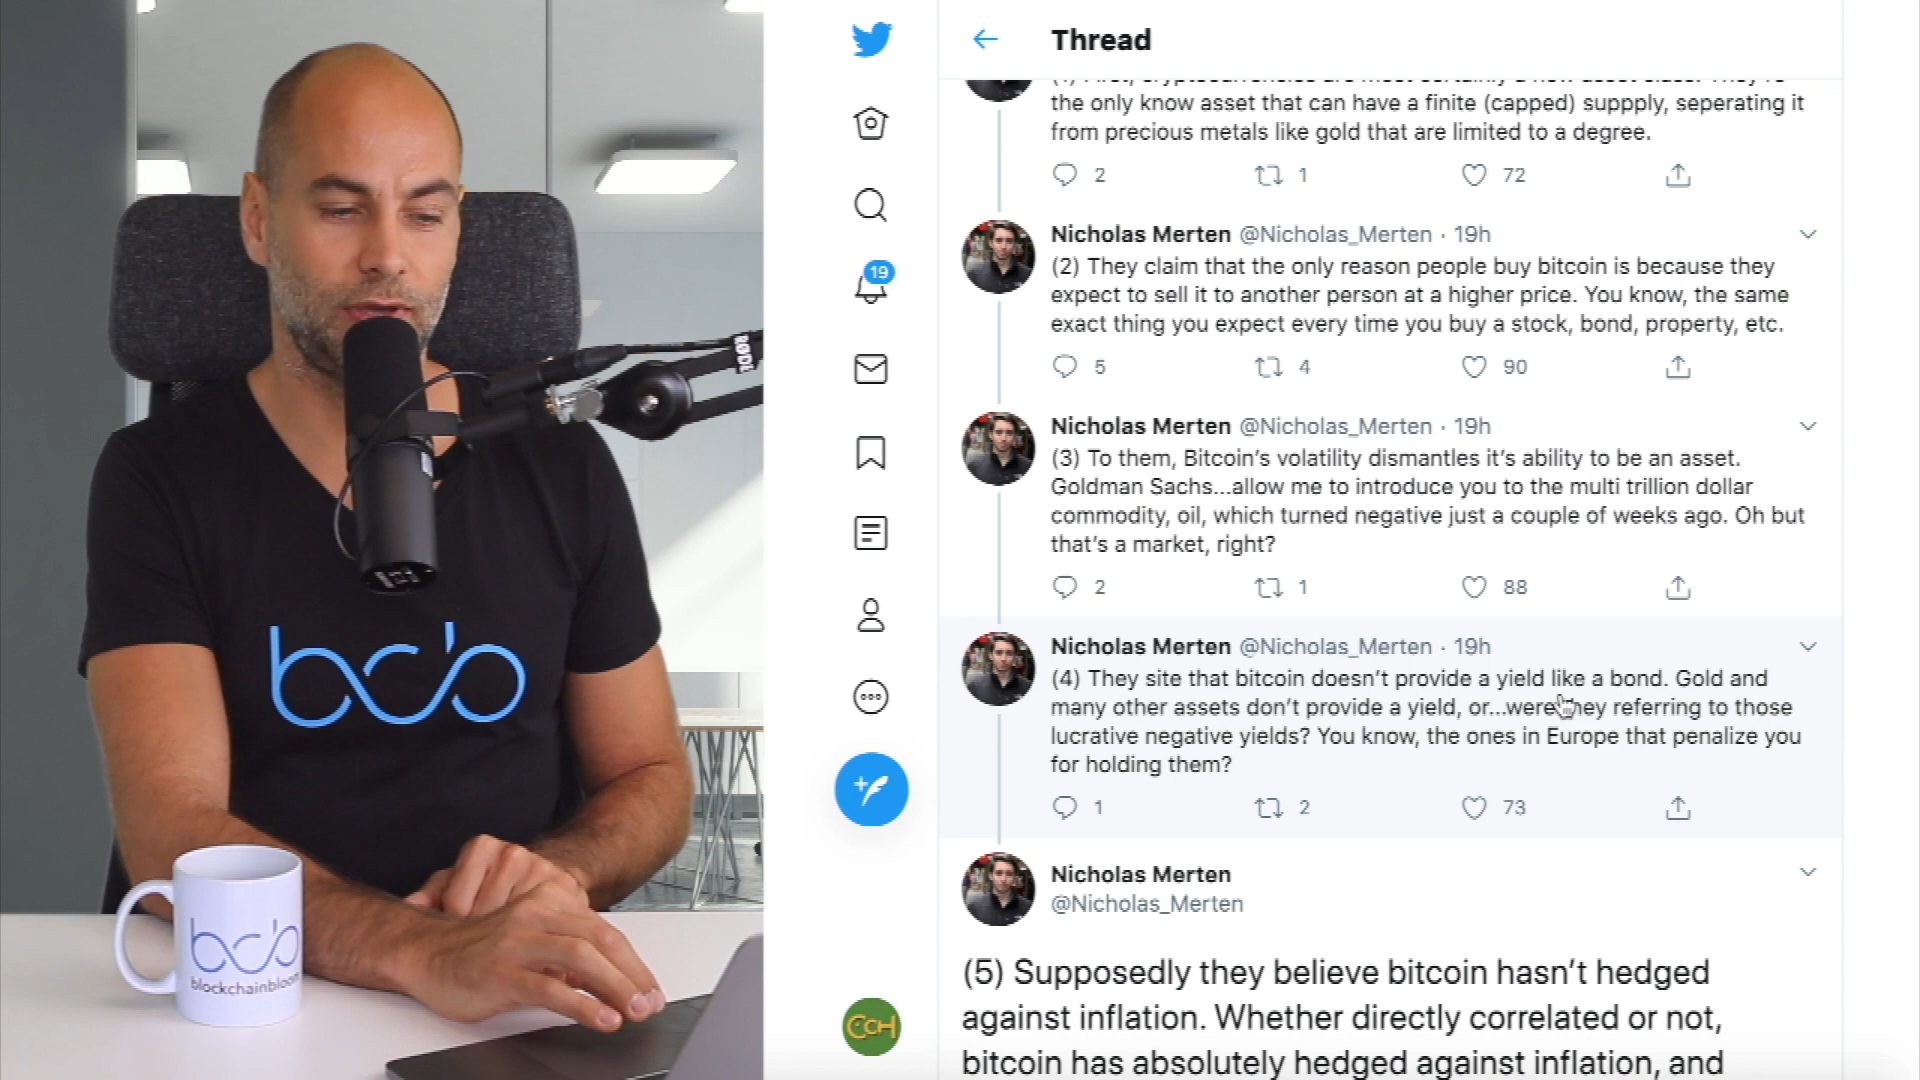 Thread
the only know asset that can have a finite (capped) suppply, seperating it
from precious metals like gold that are limited to a degree.
2 1 72
Nicholas Merten @Nicholas_Merten · 19h
(2) They claim that the only reason people buy bitcoin is because they
expect to sell it to another person at a higher price. You know, the same
exact thing you expect every time you buy a stock, bond, property, etc.
5 4 90
Nicholas Merten @Nicholas_Merten · 19h
(3) To them, Bitcoin's volatility dismantles it's ability to be an asset.
Goldman Sachs...allow me to introduce you to the multi trillion dollar
commodity, oil, which turned negative just a couple of weeks ago. Oh but
that's a market, right?
2 1 88
Nicholas Merten @Nicholas_Merten · 19h
(4) They site that bitcoin doesn't provide a yield like a bond. Gold and
many other assets don't provide a yield, or...were they referring to those
lucrative negative yields? You know, the ones in Europe that penalize you
for holding them?
1 2 73
Nicholas Merten
@Nicholas_Merten
(5) Supposedly they believe bitcoin hasn't hedged
against inflation. Whether directly correlated or not,
bitcoin has absolutely hedged against inflation, and
19
CCH
RØDE
bcb
bcb